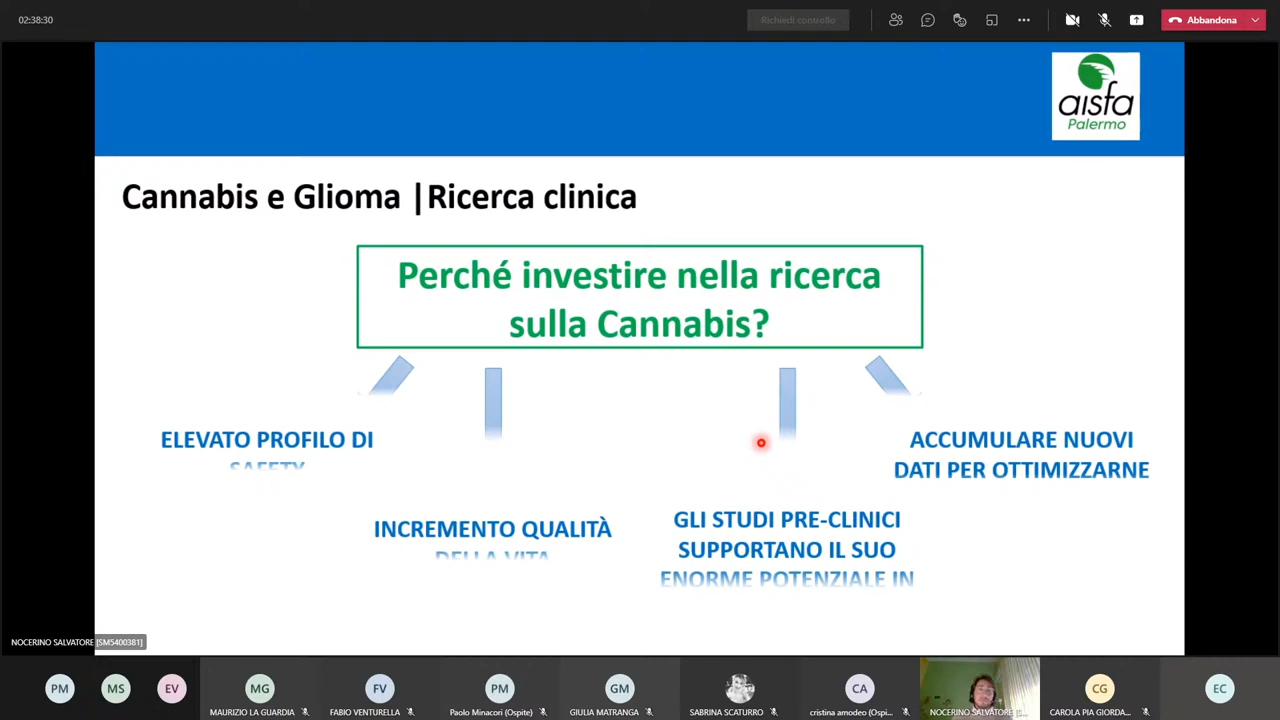 02:38:30
Richiedi controllo
Abbandona
aisfa
Palermo
Cannabis e Glioma |Ricerca clinica
Perché investire nella ricerca
sulla Cannabis?
ELEVATO PROFILO DI
SAFETY
ACCUMULARE NUOVI
DATI PER OTTIMIZZARNE
INCREMENTO QUALITÀ
DELLA VITA
GLI STUDI PRE-CLINICI
SUPPORTANO IL SUO
ENORME POTENZIALE IN
NOCERINO SALVATORE [SM5400381]
PM
MS
EV
MG
FV
PM
GM
CA
CG
EC
MAURIZIO LA GUARDIA
FABIO VENTURELLA
Paolo Minacori (Ospite)
GIULIA MATRANGA
SABRINA SCATURRO
cristina amodeo (Ospi...
NOCERINO SALVATORE [S...
CAROLA PIA GIORDA...